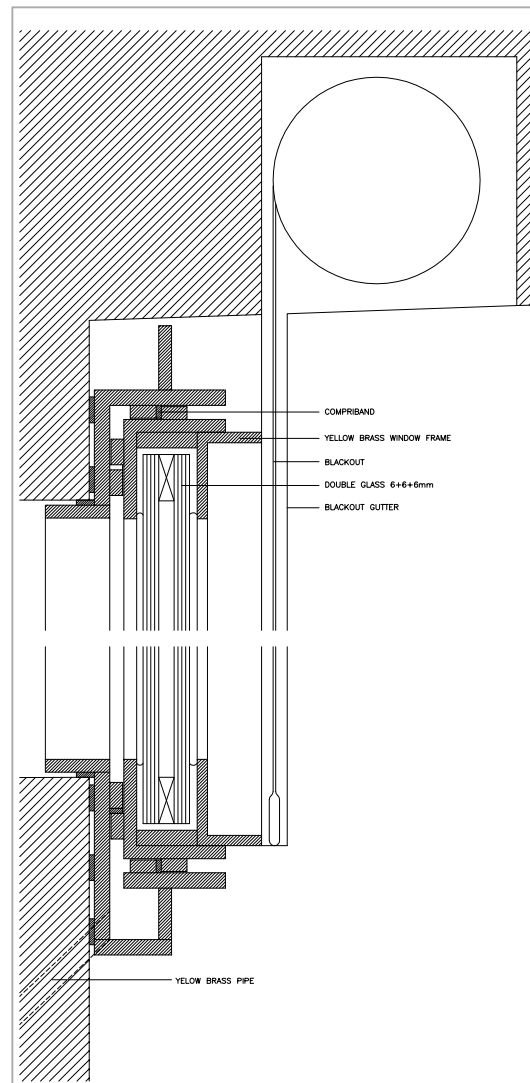 COMPRIBAND
YELLOW BRASS WINDOW FRAME
BLACKOUT
DOUBLE GLASS 6+6+6mm
BLACKOUT GUTTER
YELOW BRASS PIPE